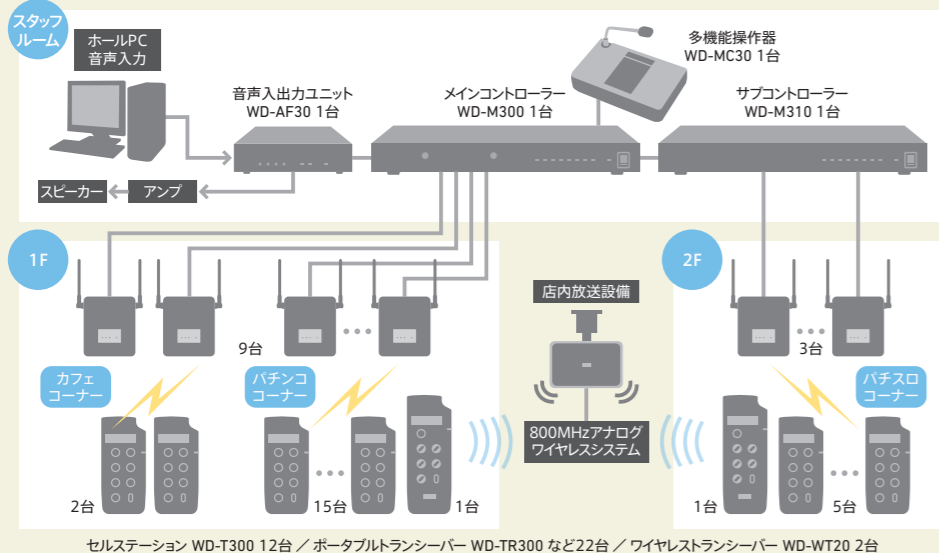 スタッフ
ルーム
ホールPC
音声入力
音声入出力ユニット
WD-AF30 1台
メインコントローラー
WD-M300 1台
多機能操作器
WD-MC30 1台
サブコントローラー
WD-M310 1台
スピーカー
アンプ
1F
2F
店内放送設備
9台
3台
カフェ
コーナー
パチンコ
コーナー
パチスロ
コーナー
800MHzアナログ
ワイヤレスシステム
2台
15台
1台
1台
5台
セルステーション WD-T300 12台 ／ ポータブルトランシーバー WD-TR300 など22台 ／ ワイヤレストランシーバー WD-WT20 2台